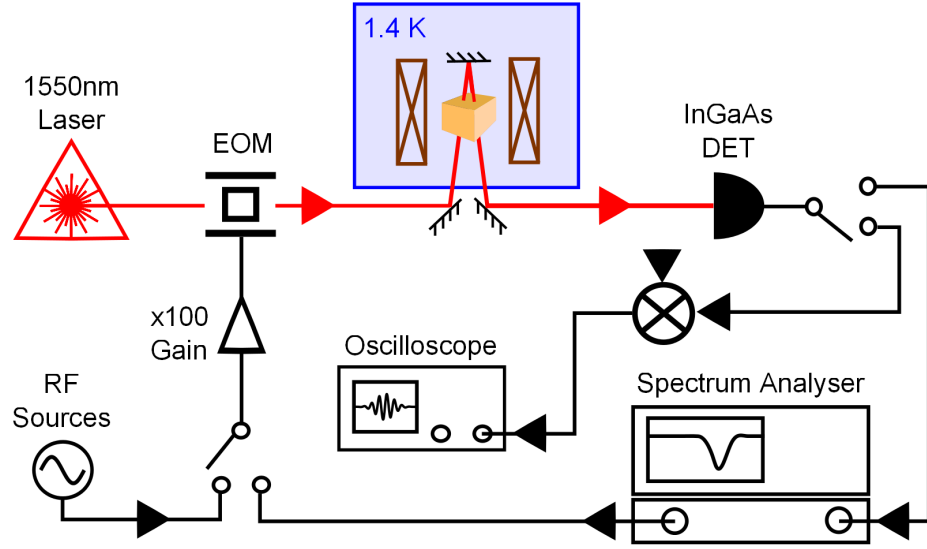 1.4 K
1550nm
Laser
EOM
InGaAs
DET
x100
Gain
Oscilloscope
RF
Sources
Spectrum Analyser